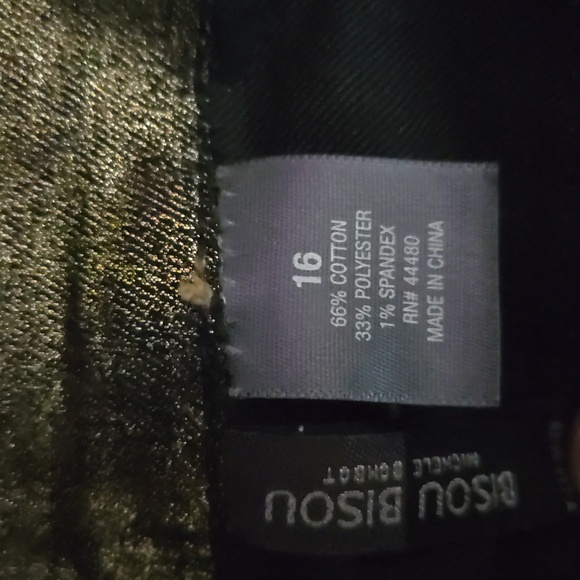 16
66% COTTON
33% POLYESTER
1% SPANDEX
RN# 44480
MADE IN CHINA
BISOU BISOU
MICHELE BOHBOT